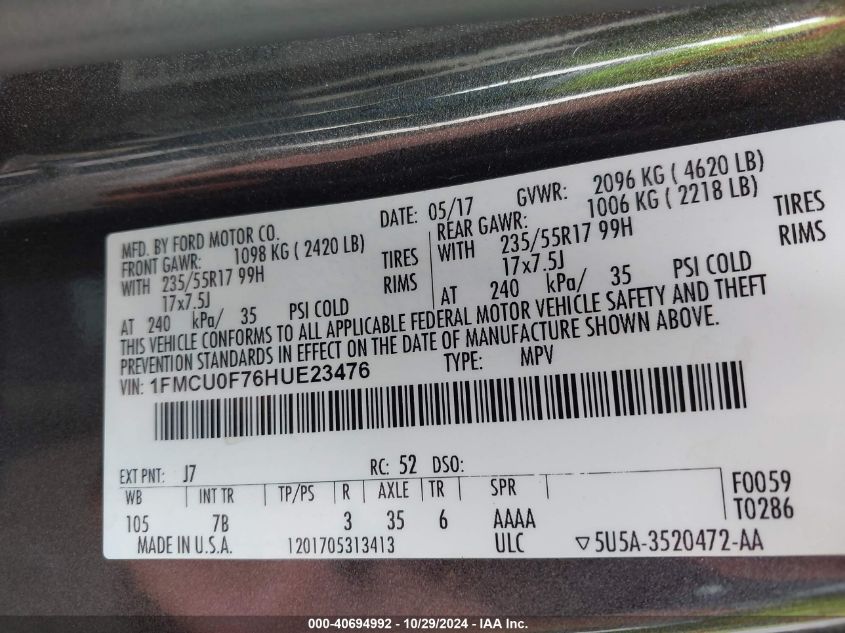 MFD. BY FORD MOTOR CO.
DATE: 05/17 GVWR: 2096 KG ( 4620 LB)
FRONT GAWR: 1098 KG ( 2420 LB)
REAR GAWR: 1006 KG ( 2218 LB)
WITH 235/55R17 99H TIRES
WITH 235/55R17 99H TIRES
17x7.5J RIMS
17x7.5J RIMS
AT 240 kPa/ 35 PSI COLD
AT 240 kPa/ 35 PSI COLD
THIS VEHICLE CONFORMS TO ALL APPLICABLE FEDERAL MOTOR VEHICLE SAFETY AND THEFT
PREVENTION STANDARDS IN EFFECT ON THE DATE OF MANUFACTURE SHOWN ABOVE.
VIN: 1FMCU0F76HUE23476 TYPE: MPV
EXT PNT: J7 RC: 52 DSO:
WB INT TR TP/PS R AXLE TR SPR
105 7B 3 35 6 AAAA
F0059
T0286
MADE IN U.S.A. 1201705313413 ULC ▽5U5A-3520472-AA
000-40694992 - 10/29/2024 - IAA Inc.